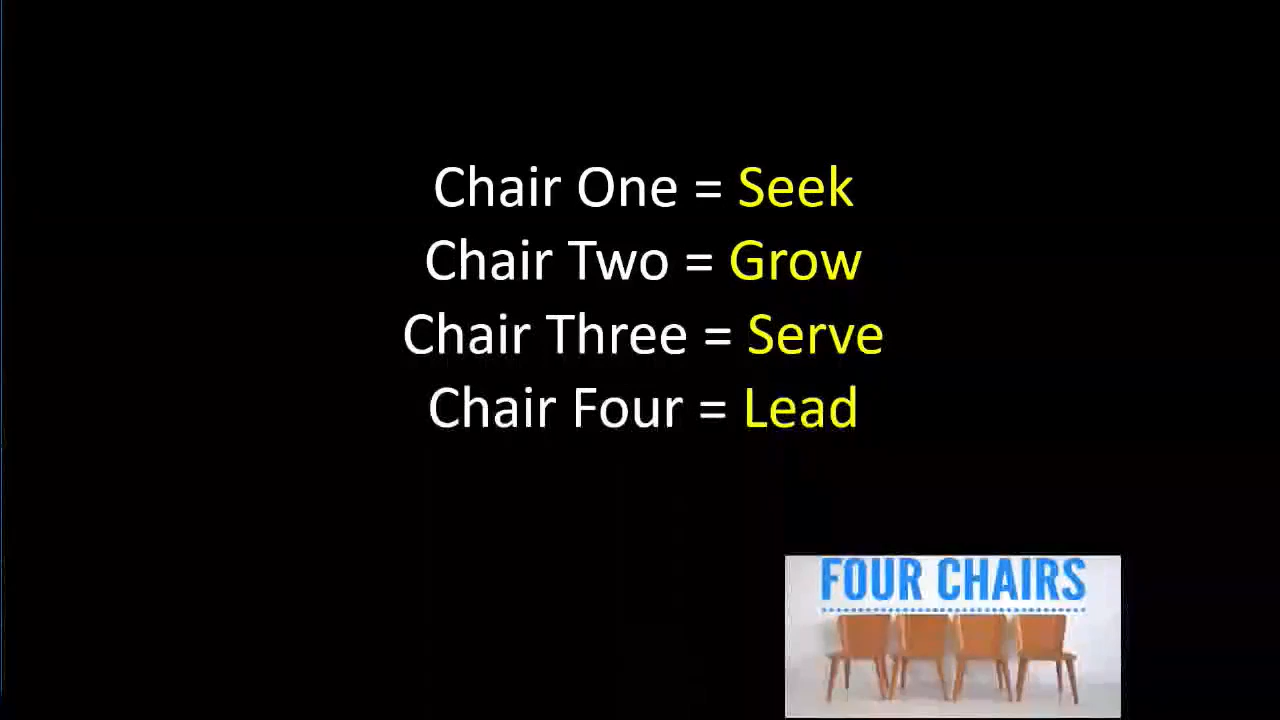 Chair One = Seek
Chair Two = Grow
Chair Three = Serve
Chair Four = Lead
FOUR CHAIRS